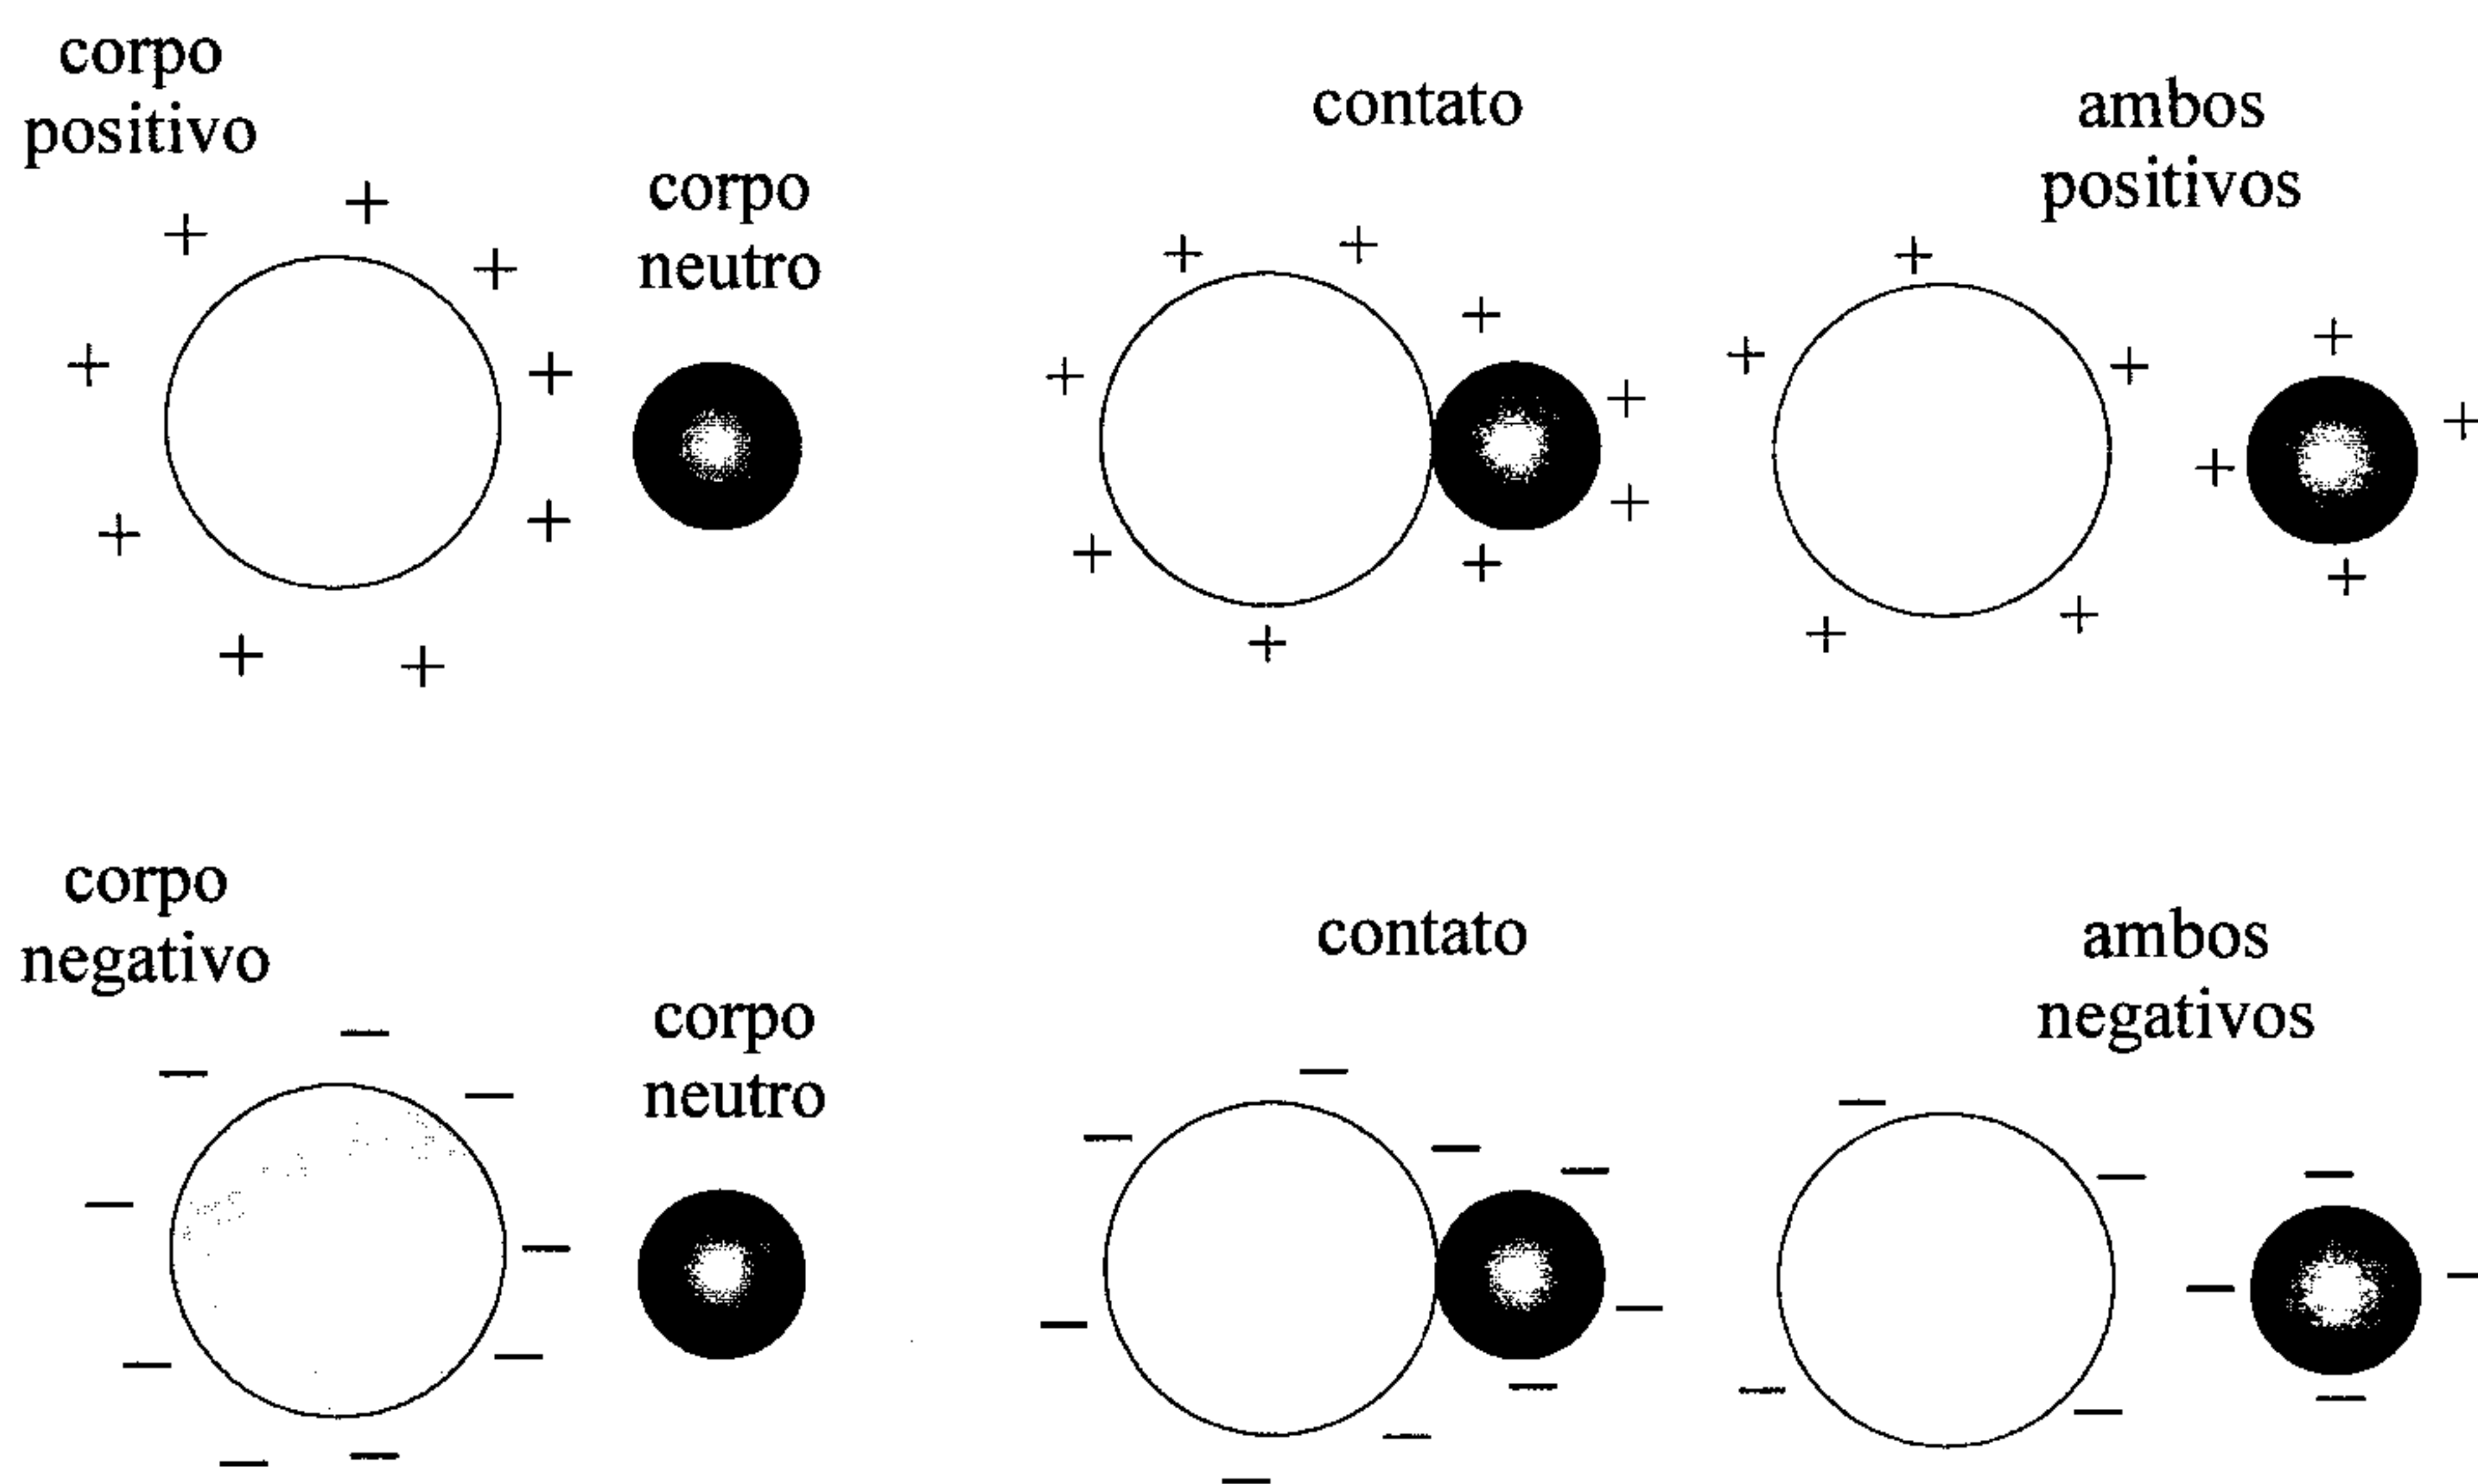 corpo
positivo
corpo
neutro
contato
ambos
positivos
corpo
negativo
corpo
neutro
contato
ambos
negativos